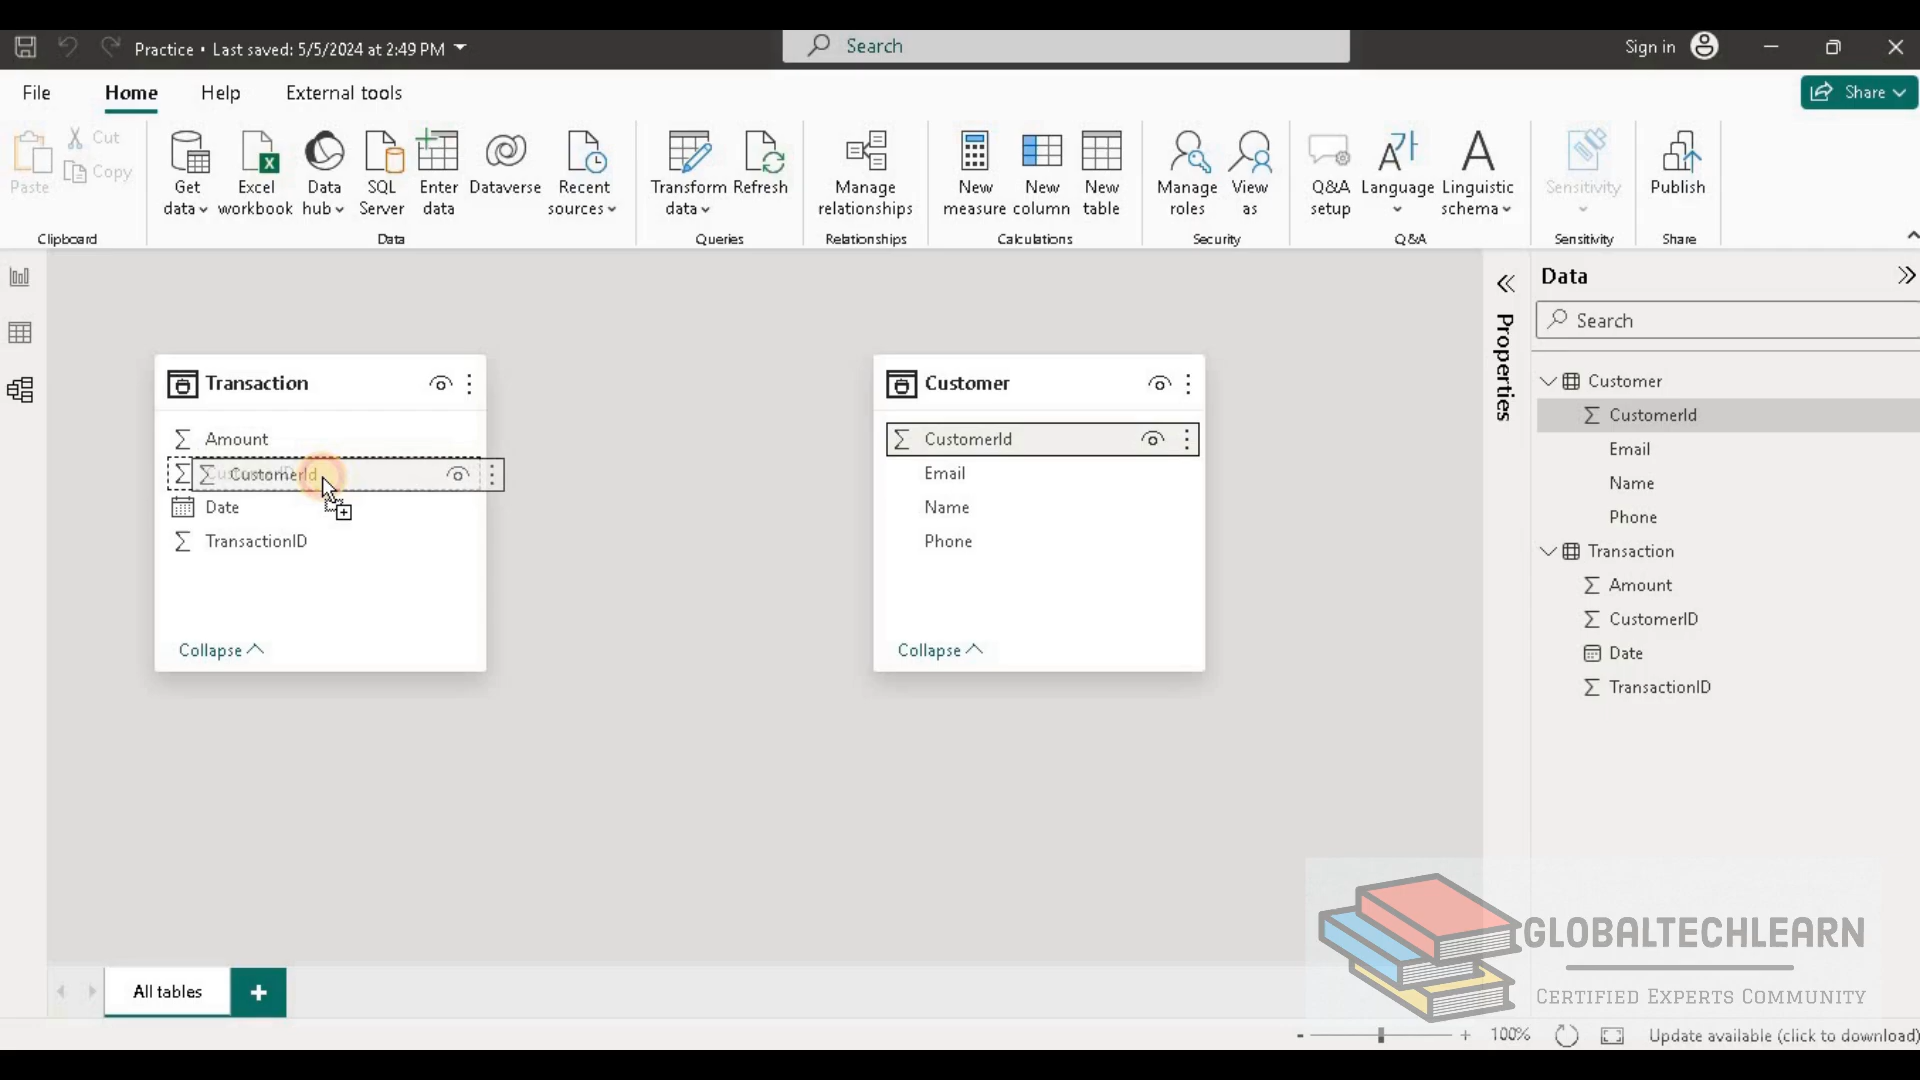 Practice • Last saved: 5/5/2024 at 2:49 PM
Search
Sign in
File
Home
Help
External tools
Share
Paste
Cut
Copy
Get data
Excel workbook
Data hub
SQL Server
Enter data
Dataverse
Recent sources
Transform data
Refresh
Manage relationships
New measure
New column
New table
Manage roles
View as
Q&A setup
Language
Linguistic schema
Sensitivity
Publish
Clipboard
Data
Queries
Relationships
Calculations
Security
Q&A
Sensitivity
Share
Transaction
Amount
CustomerId
Date
TransactionID
Collapse
Customer
CustomerId
Email
Name
Phone
Collapse
Properties
Data
Search
Customer
CustomerId
Email
Name
Phone
Transaction
Amount
CustomerID
Date
TransactionID
GLOBALTECHLEARN
CERTIFIED EXPERTS COMMUNITY
All tables
100%
Update available (click to download)